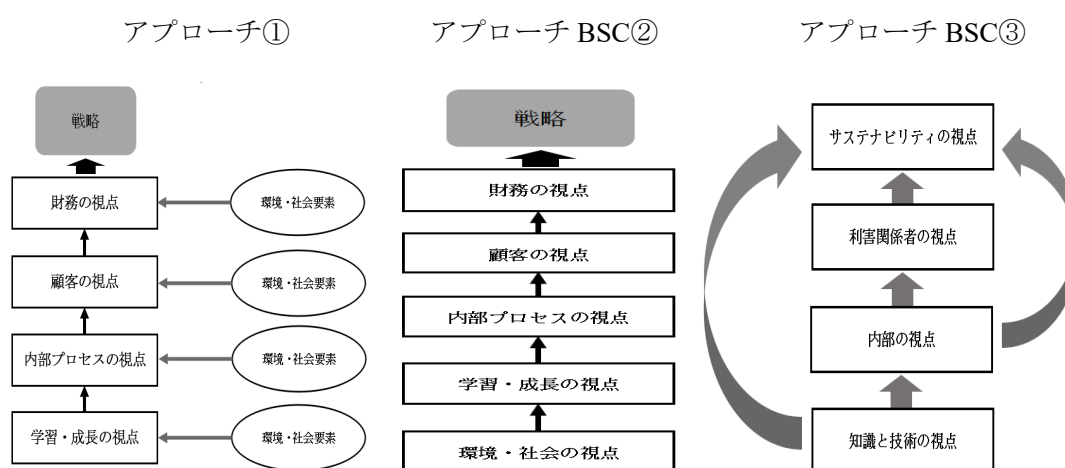 アプローチ①
戦略
財務の視点
環境・社会要素
顧客の視点
環境・社会要素
内部プロセスの視点
環境・社会要素
学習・成長の視点
環境・社会要素
アプローチ BSC②
戦略
財務の視点
顧客の視点
内部プロセスの視点
学習・成長の視点
環境・社会の視点
アプローチ BSC③
サステナビリティの視点
利害関係者の視点
内部の視点
知識と技術の視点